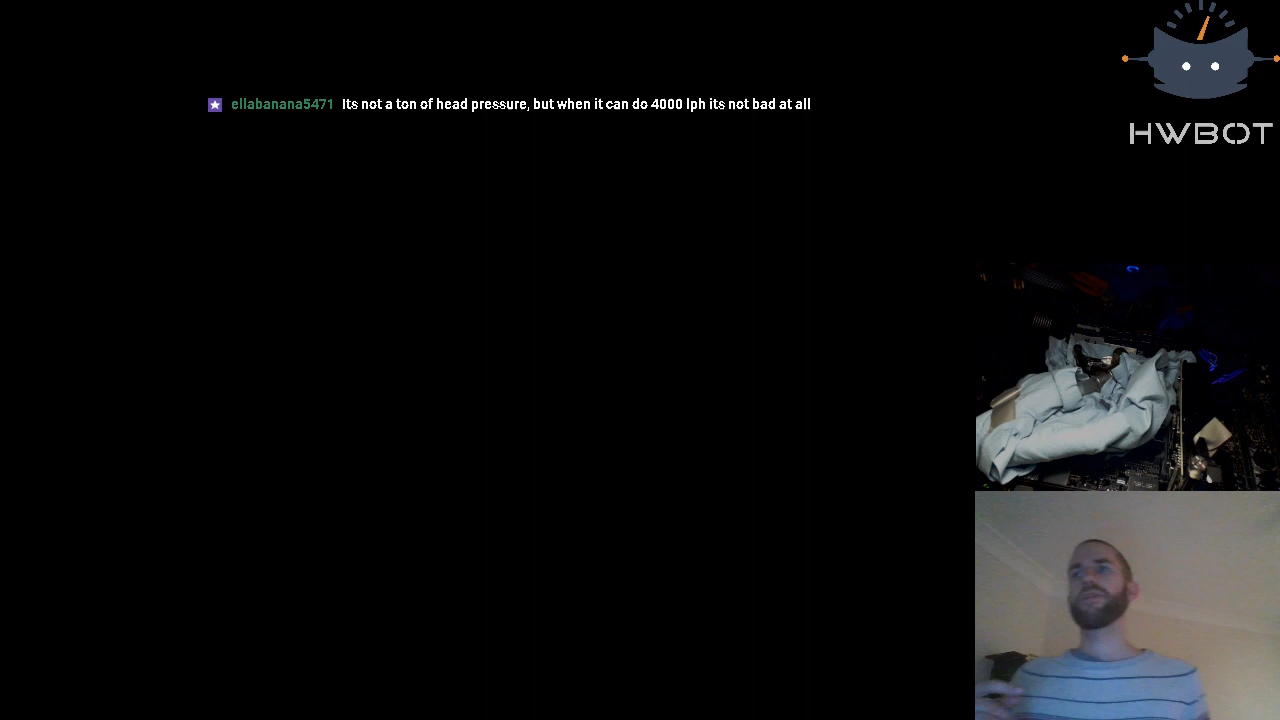 ellabanana5471 Its not a ton of head pressure, but when it can do 4000 lph its not bad at all
HWBOT